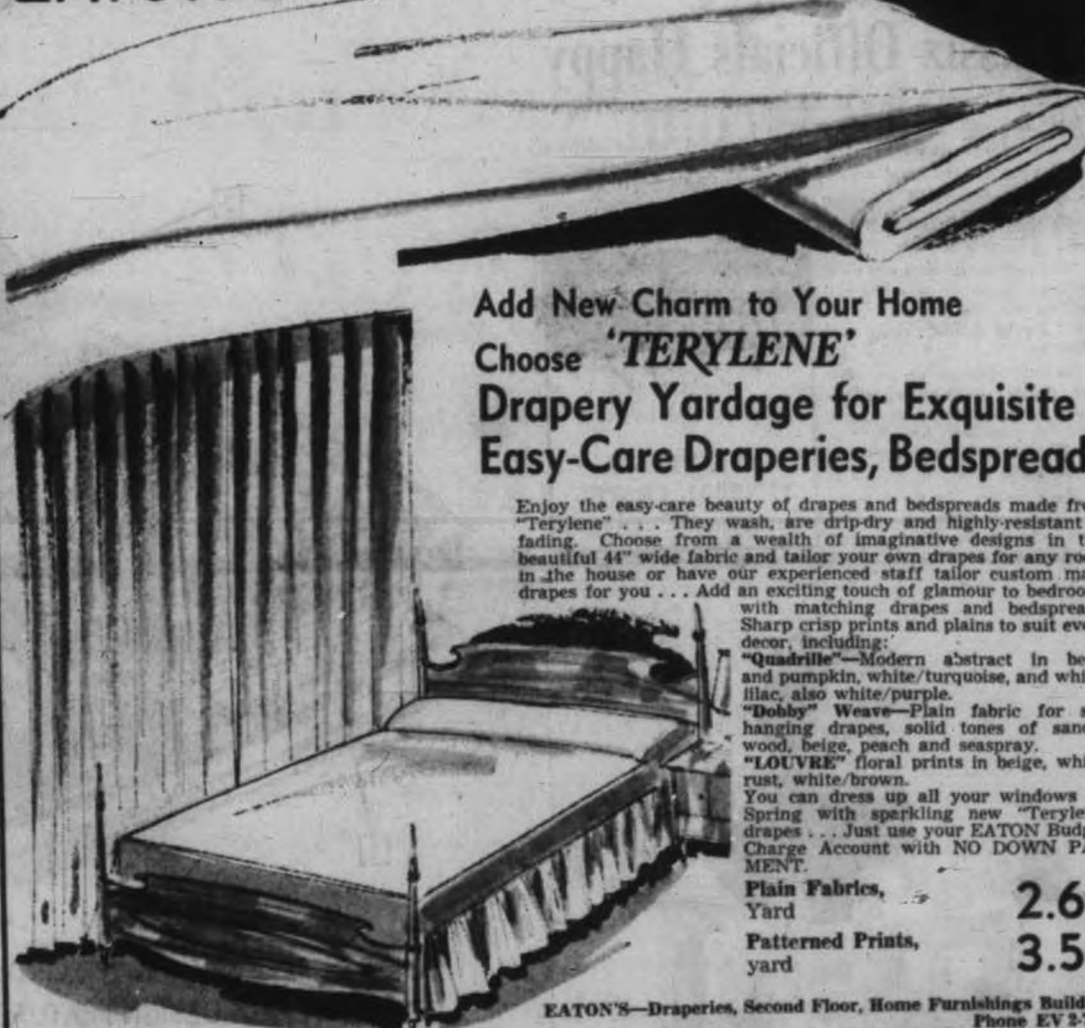 Add New Charm to Your Home
Choose 'TERYLENE'
Drapery Yardage for Exquisite
Easy-Care Draperies, Bedspread
Enjoy the easy-care beauty of drapes and bedspreads made fr
"Terylene" . . . They wash, are drip-dry and highly-resistant
fading. Choose from a wealth of imaginative designs in t
beautiful 44" wide fabric and tailor your own drapes for any ro
in the house or have our experienced staff tailor custom ma
drapes for you . . . Add an exciting touch of glamour to bedroo
with matching drapes and bedsprea
Sharp crisp prints and plains to suit eve
decor, including:
"Quadrille"—Modern abstract in be
and pumpkin, white/turquoise, and whi
lilac, also white/purple.
"Dobby" Weave—Plain fabric for s
hanging drapes, solid tones of sand
wood, beige, peach and seaspray.
"LOUVRE" floral prints in beige, whi
rust, white/brown.
You can dress up all your windows
Spring with sparkling new "Teryle
drapes . . . Just use your EATON Budg
Charge Account with NO DOWN PA
MENT.
Plain Fabrics,
Yard 2.6
Patterned Prints,
yard 3.5
EATON'S—Draperies, Second Floor, Home Furnishings Build
Phone EV 2-